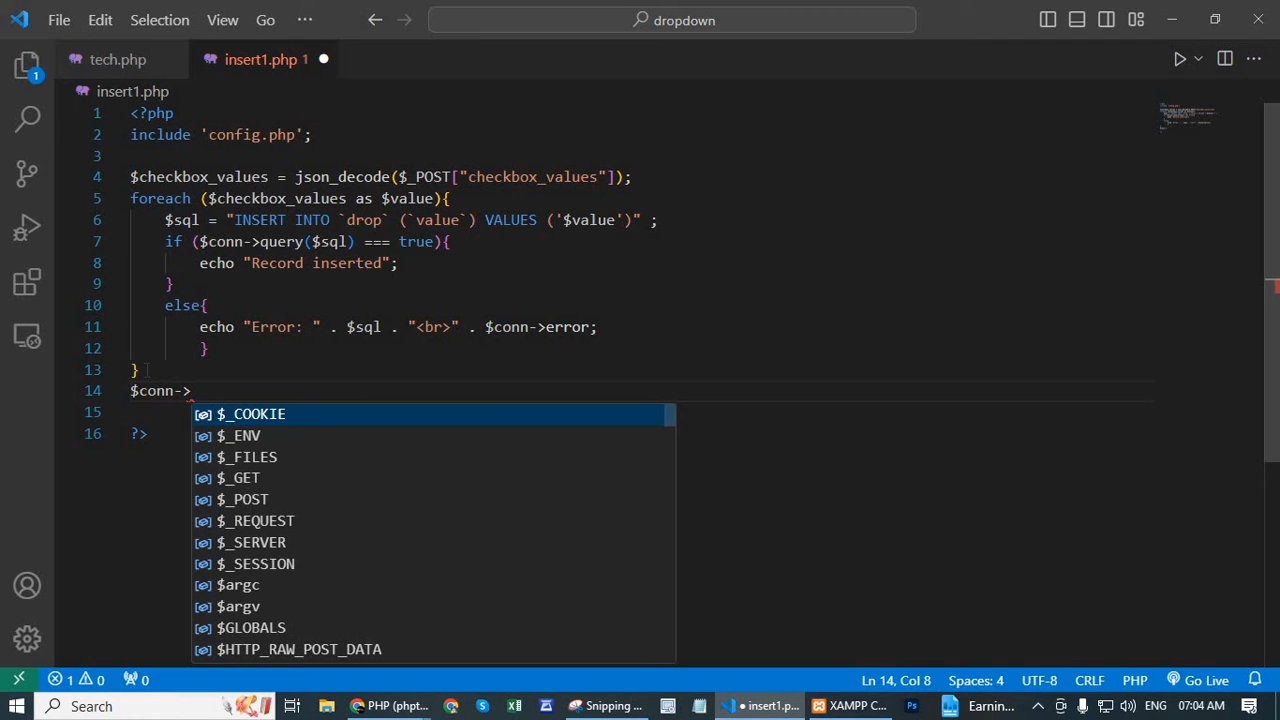 File Edit Selection View Go ··· dropdown
tech.php insert1.php 1
insert1.php
1 <?php
2 include 'config.php';
3
4 $checkbox_values = json_decode($_POST["checkbox_values"]);
5 foreach ($checkbox_values as $value){
6 $sql = "INSERT INTO `drop` (`value`) VALUES ('$value')" ;
7 if ($conn->query($sql) === true){
8 echo "Record inserted";
9 }
10 else{
11 echo "Error: " . $sql . "<br>" . $conn->error;
12 }
13 }
14 $conn->
15
16 ?>
$_COOKIE
$_ENV
$_FILES
$_GET
$_POST
$_REQUEST
$_SERVER
$_SESSION
$argc
$argv
$GLOBALS
$HTTP_RAW_POST_DATA
1
1 0 0 Ln 14, Col 8 Spaces: 4 UTF-8 CRLF PHP Go Live
Search PHP (phpt... Snipping ... insert1.p... XAMPP C... Earnin... ENG 07:04 AM